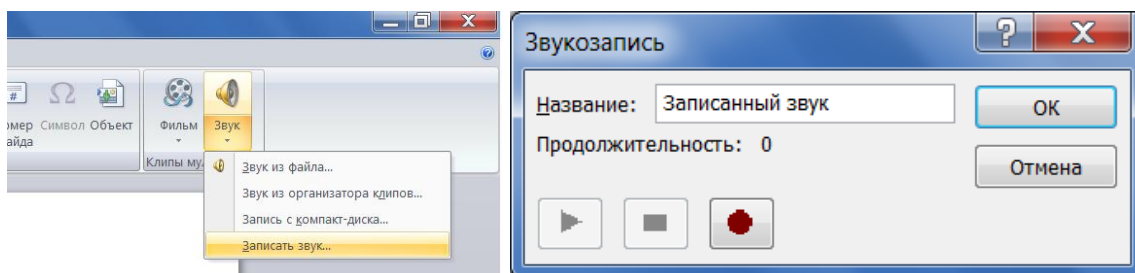 омер Символ Объект
айда
Фильм Звук
Клипы му
Звук из файла...
Звук из организатора клипов...
Запись с компакт-диска...
Записать звук...
Звукозапись
Название: Записанный звук
Продолжительность: 0
ОК
Отмена